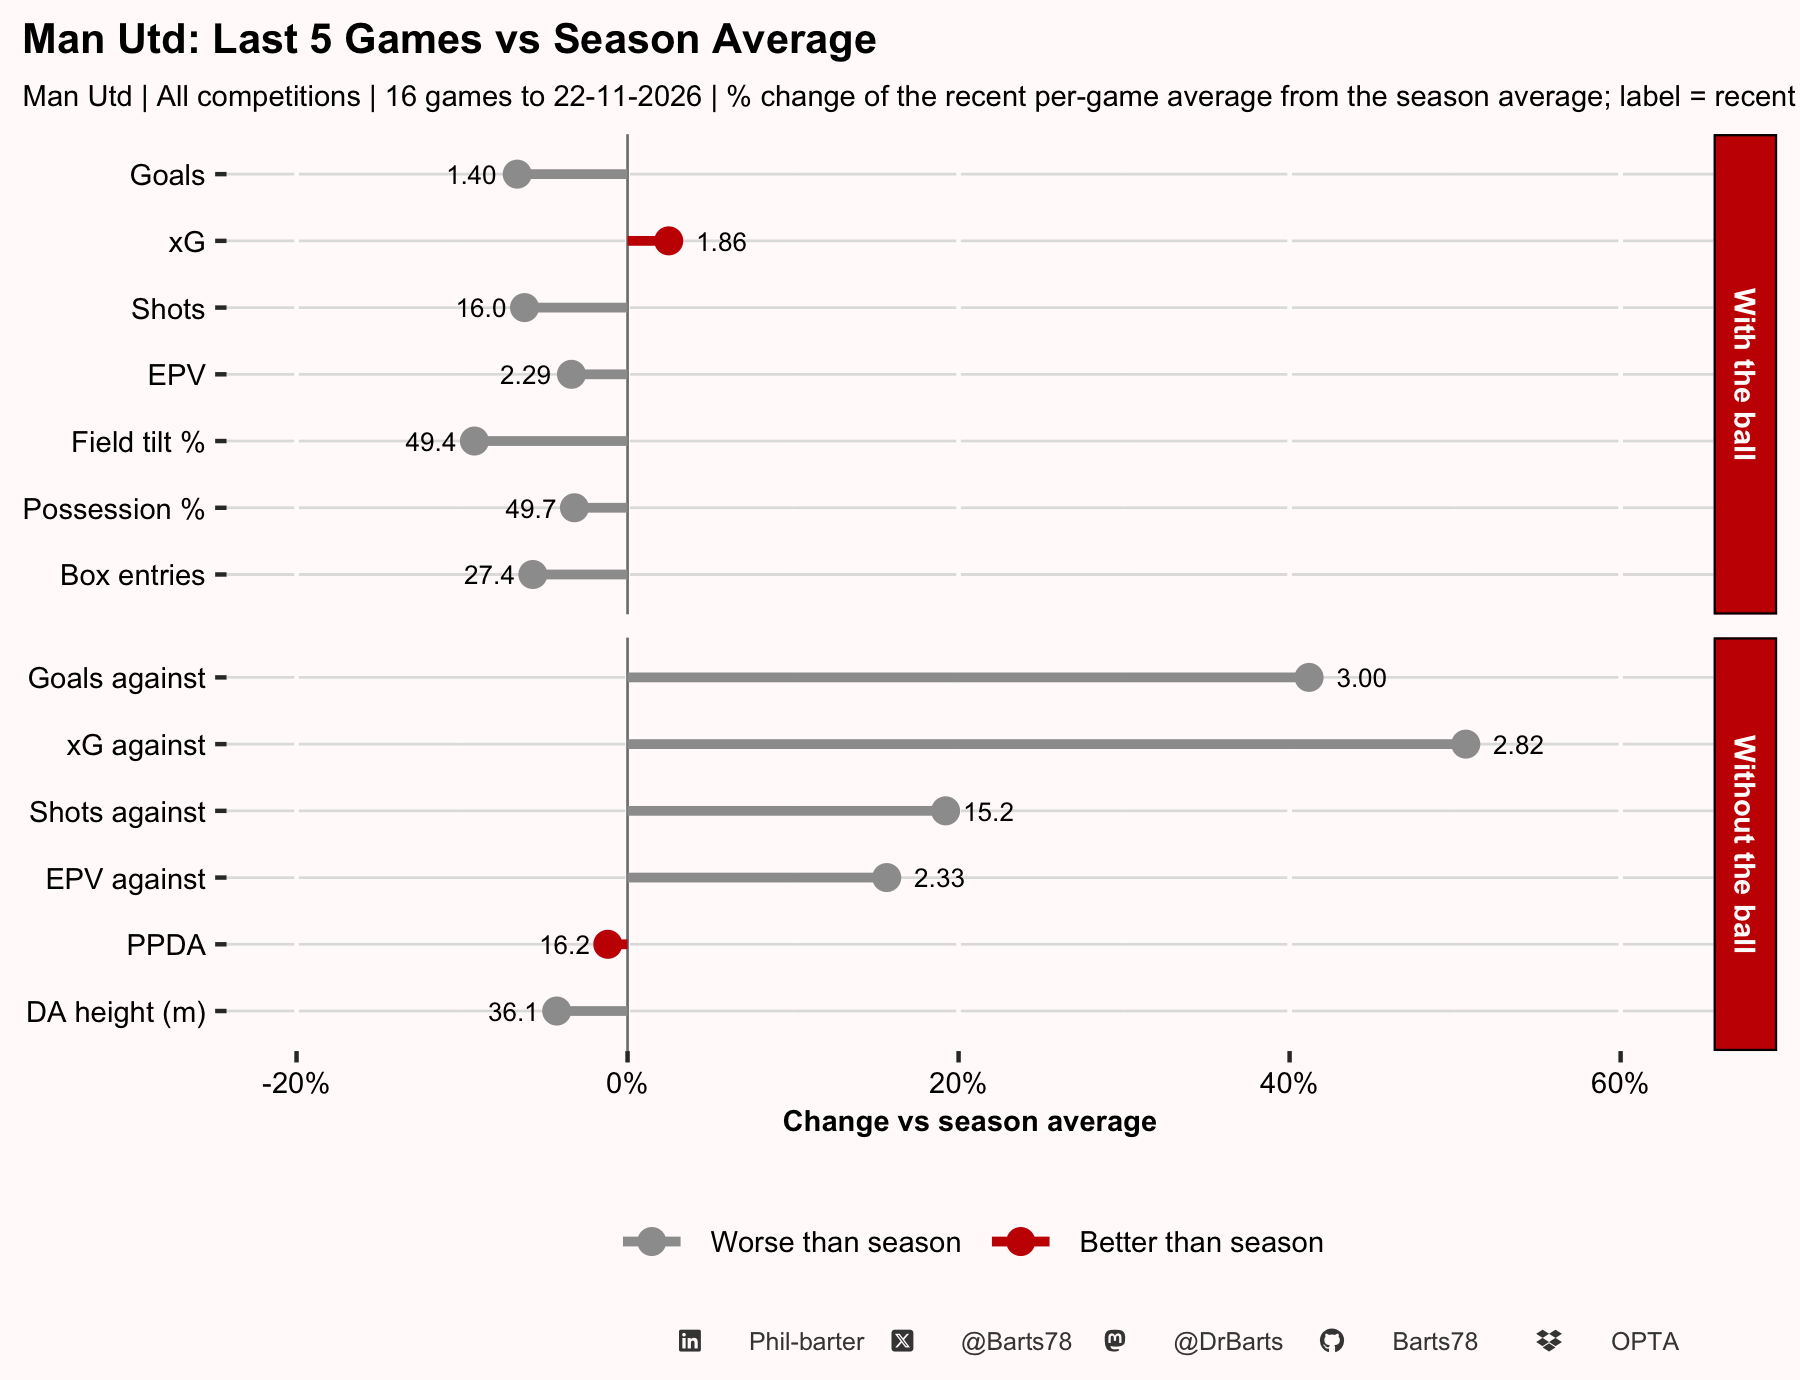 Man Utd: Last 5 Games vs Season Average
Man Utd | All competitions | 16 games to 22-11-2026 | % change of the recent per-game average from the season average; label = recent
Goals
1.40
xG
1.86
Shots
16.0
EPV
2.29
Field tilt %
49.4
Possession %
49.7
Box entries
27.4
With the ball
Goals against
3.00
xG against
2.82
Shots against
15.2
EPV against
2.33
PPDA
16.2
DA height (m)
36.1
Without the ball
-20% 0% 20% 40% 60%
Change vs season average
Worse than season Better than season
Phil-barter @Barts78 @DrBarts Barts78 OPTA